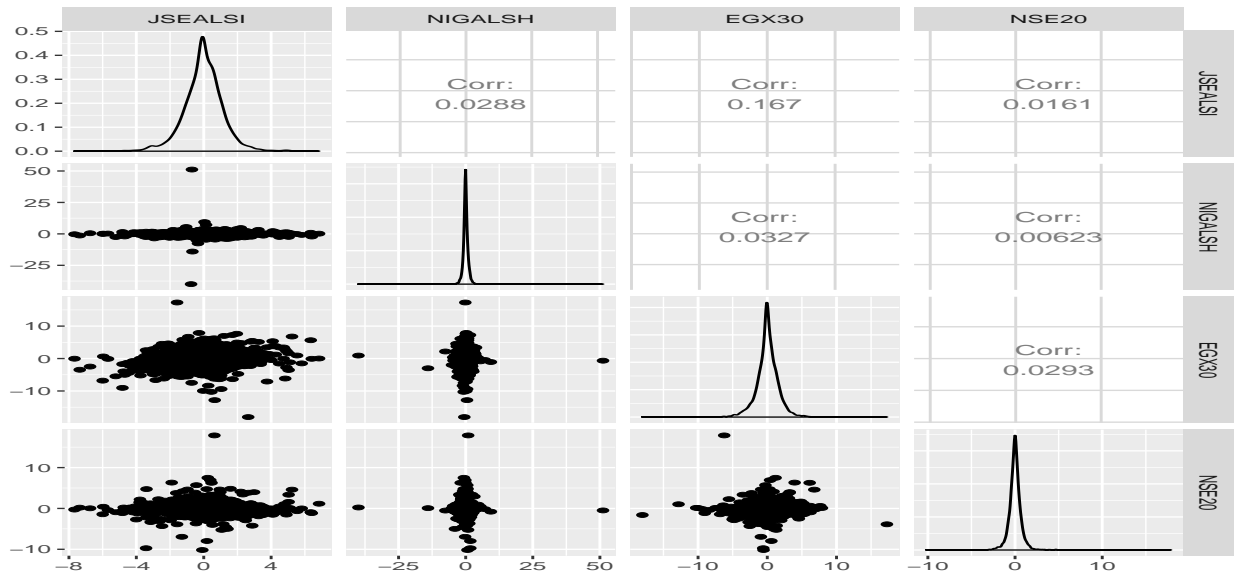 JSEALSI NIGALSH EGX30 NSE20
0.5
0.4
0.3
0.2
0.1
0.0
Corr:
0.0288
Corr:
0.167
Corr:
0.0161
JSEALSI
50
25
0
−25
Corr:
0.0327
Corr:
0.00623
NIGALSH
10
0
−10
Corr:
0.0293
EGX30
10
0
−10
NSE20
−8 −4 0 4 −25 0 25 50 −10 0 10 −10 0 10